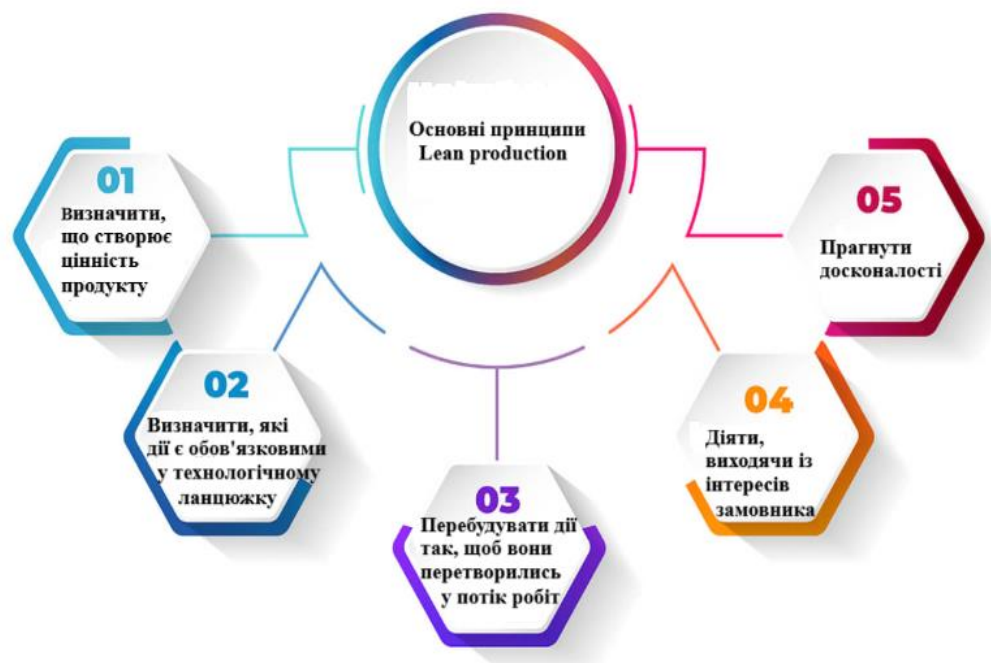 Основні принципи
Lean production
01
Визначити,
що створює
цінність
продукту
02
Визначити, які
дії є обов'язковими
у технологічному
ланцюжку
03
Перебудувати дії
так, щоб вони
перетворились
у потік робіт
04
Діяти,
виходячи із
інтересів
замовника
05
Прагнути
досконалості